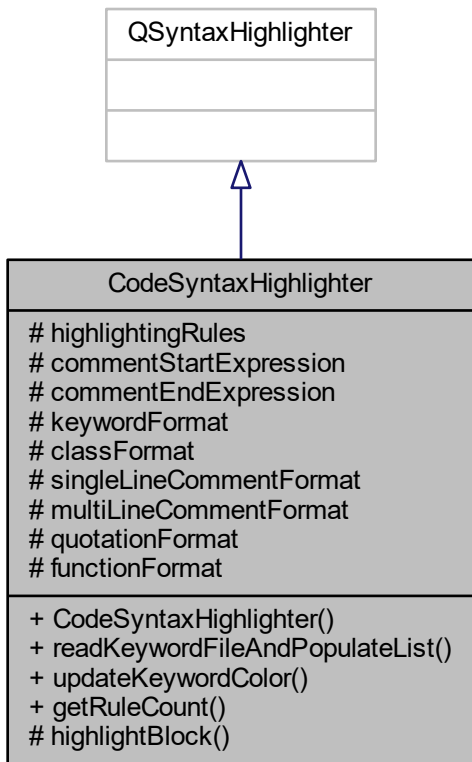 QSyntaxHighlighter
CodeSyntaxHighlighter
# highlightingRules
# commentStartExpression
# commentEndExpression
# keywordFormat
# classFormat
# singleLineCommentFormat
# multiLineCommentFormat
# quotationFormat
# functionFormat
+ CodeSyntaxHighlighter()
+ readKeywordFileAndPopulateList()
+ updateKeywordColor()
+ getRuleCount()
# highlightBlock()